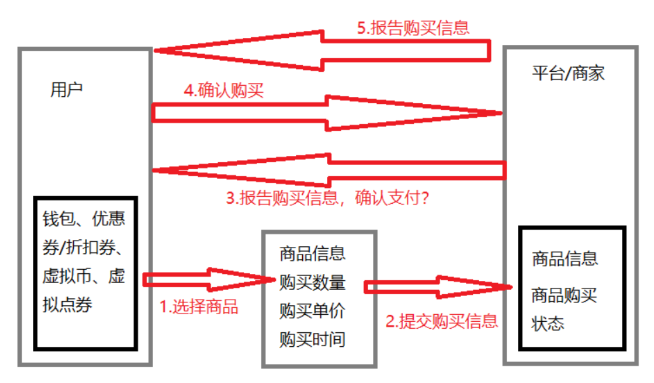 5.报告购买信息
用户
平台/商家
4.确认购买
3.报告购买信息，确认支付？
钱包、优惠
券/折扣券、
虚拟币、虚
拟点券
1.选择商品
商品信息
购买数量
购买单价
购买时间
2.提交购买信息
商品信息
商品购买
状态